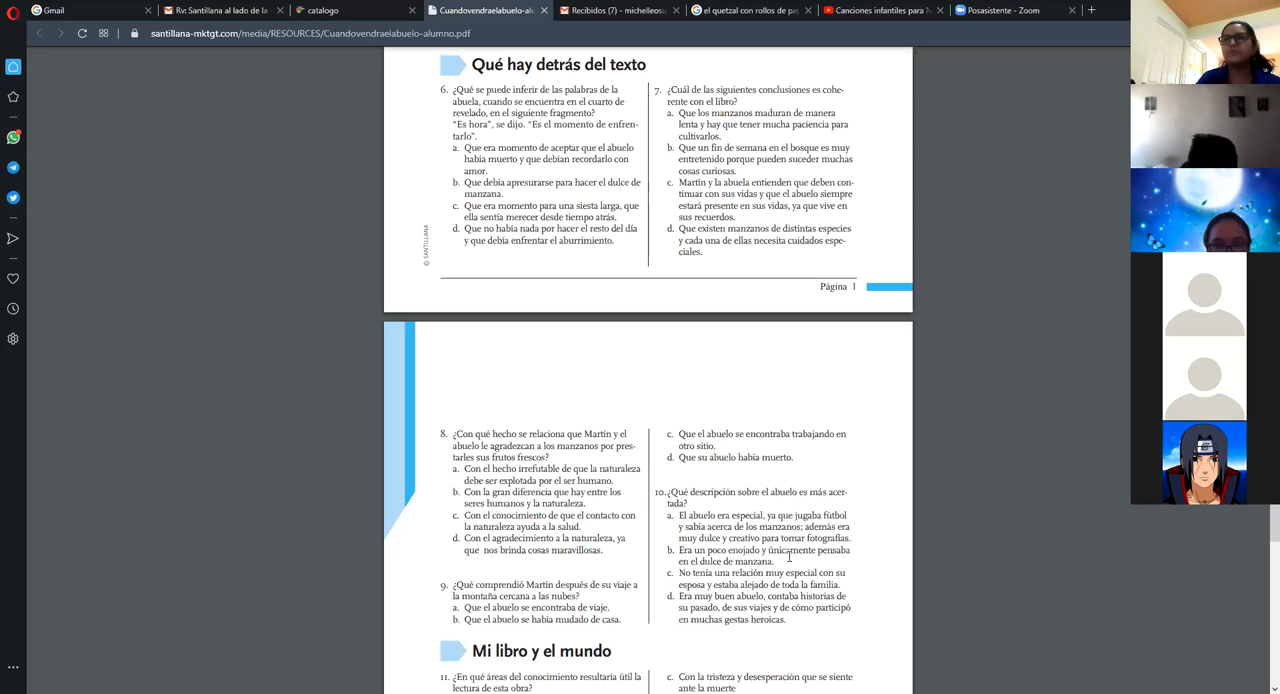 Gmail
Rv: Santillana al lado de la
catalogo
Cuandovendraelabuelo-alu
Recibidos (7) - michelleosu
el quetzal con rollos de pap
Canciones infantiles para N
Posasistente - Zoom
santillana-mktgt.com/media/RESOURCES/Cuandovendraelabuelo-alumno.pdf
Qué hay detrás del texto
6. ¿Qué se puede inferir de las palabras de la
abuela, cuando se encuentra en el cuarto de
revelado, en el siguiente fragmento?
“Es hora”, se dijo. “Es el momento de enfren-
tarlo”.
a. Que era momento de aceptar que el abuelo
había muerto y que debían recordarlo con
amor.
b. Que debía apresurarse para hacer el dulce de
manzana.
c. Que era momento para una siesta larga, que
ella sentía merecer desde tiempo atrás.
d. Que no había nada por hacer el resto del día
y que debía enfrentar el aburrimiento.
7. ¿Cuál de las siguientes conclusiones es cohe-
rente con el libro?
a. Que los manzanos maduran de manera
lenta y hay que tener mucha paciencia para
cultivarlos.
b. Que un fin de semana en el bosque es muy
entretenido porque pueden suceder muchas
cosas curiosas.
c. Martín y la abuela entienden que deben con-
tinuar con sus vidas y que el abuelo siempre
estará presente en sus vidas, ya que vive en
sus recuerdos.
d. Que existen manzanos de distintas especies
y cada una de ellas necesita cuidados espe-
ciales.
© SANTILLANA
Página 1
8. ¿Con qué hecho se relaciona que Martín y el
abuelo le agradezcan a los manzanos por pres-
tarles sus frutos frescos?
a. Con el hecho irrefutable de que la naturaleza
debe ser explotada por el ser humano.
b. Con la gran diferencia que hay entre los
seres humanos y la naturaleza.
c. Con el conocimiento de que el contacto con
la naturaleza ayuda a la salud.
d. Con el agradecimiento a la naturaleza, ya
que nos brinda cosas maravillosas.
9. ¿Qué comprendió Martín después de su viaje a
la montaña cercana a las nubes?
a. Que el abuelo se encontraba de viaje.
b. Que el abuelo se había mudado de casa.
c. Que el abuelo se encontraba trabajando en
otro sitio.
d. Que su abuelo había muerto.
10. ¿Qué descripción sobre el abuelo es más acer-
tada?
a. El abuelo era especial, ya que jugaba fútbol
y sabía acerca de los manzanos; además era
muy dulce y creativo para tomar fotografías.
b. Era un poco enojado y únicamente pensaba
en el dulce de manzana.
c. No tenía una relación muy especial con su
esposa y estaba alejado de toda la familia.
d. Era muy buen abuelo, contaba historias de
su pasado, de sus viajes y de cómo participó
en muchas gestas heroicas.
Mi libro y el mundo
11. ¿En qué áreas del conocimiento resultaría útil la
lectura de esta obra?
c. Con la tristeza y desesperación que se siente
ante la muerte